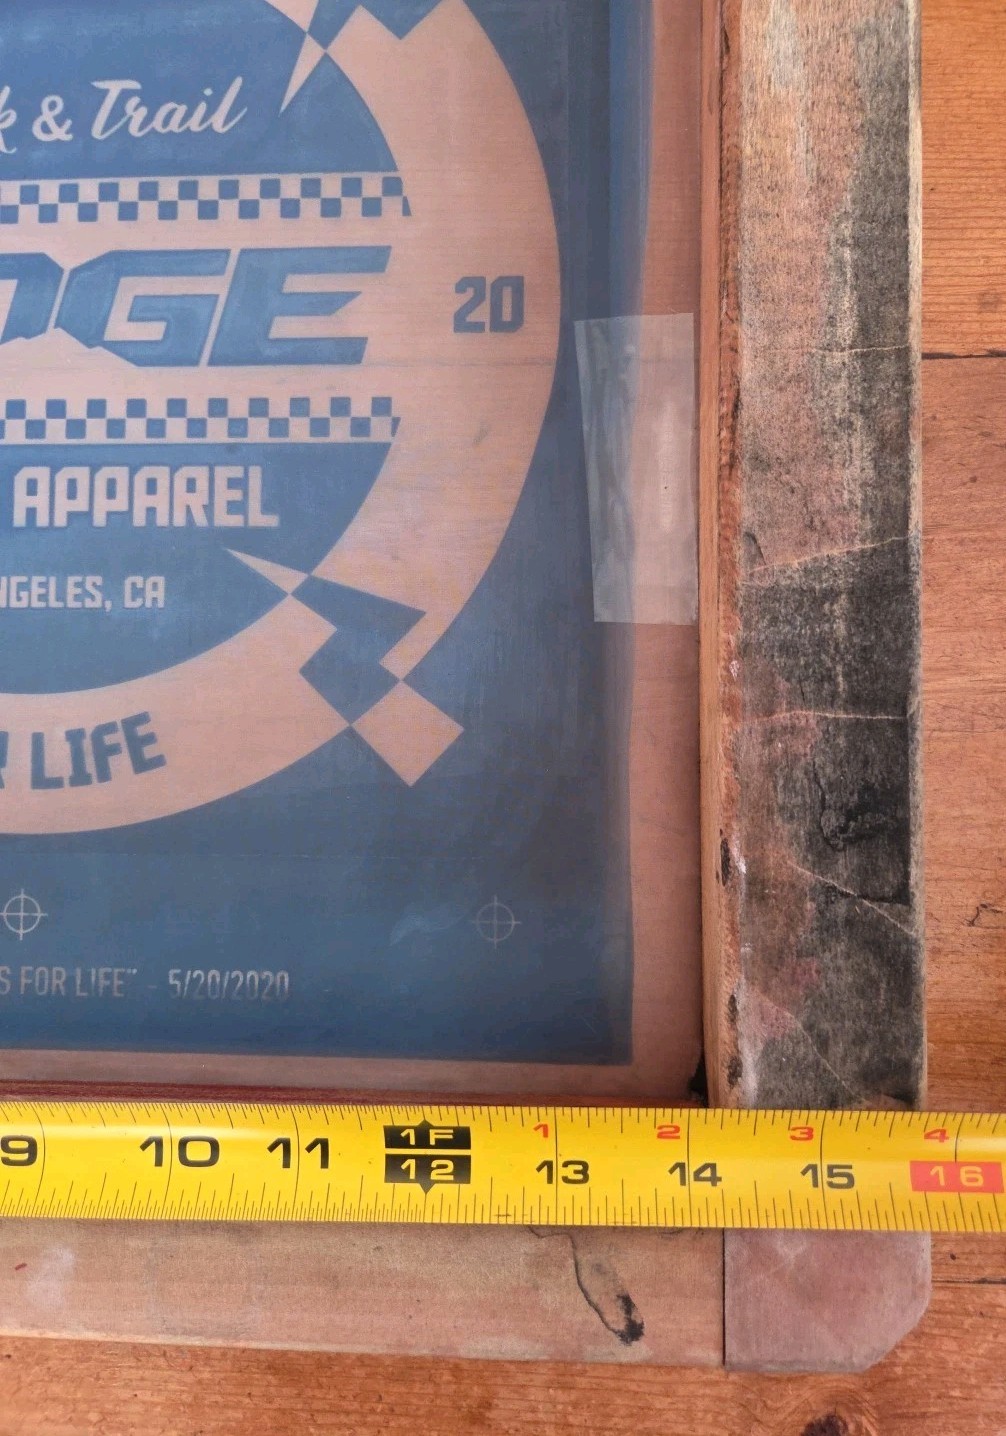 & Trail
20
APPAREL
NGELES, CA
R LIFE
S FOR LIFE" - 5/20/2020
1F 1 2 3 4
9 10 11 12 13 14 15 16